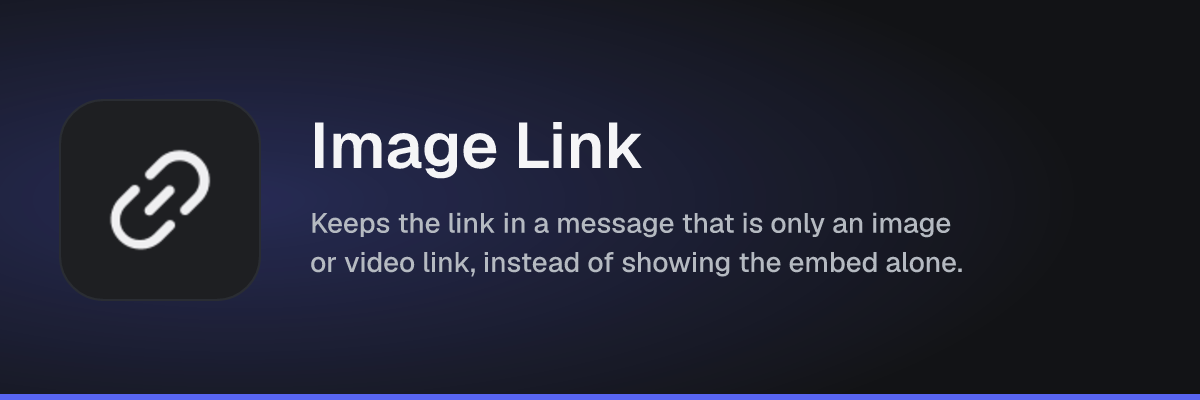 Image Link
Keeps the link in a message that is only an image
or video link, instead of showing the embed alone.